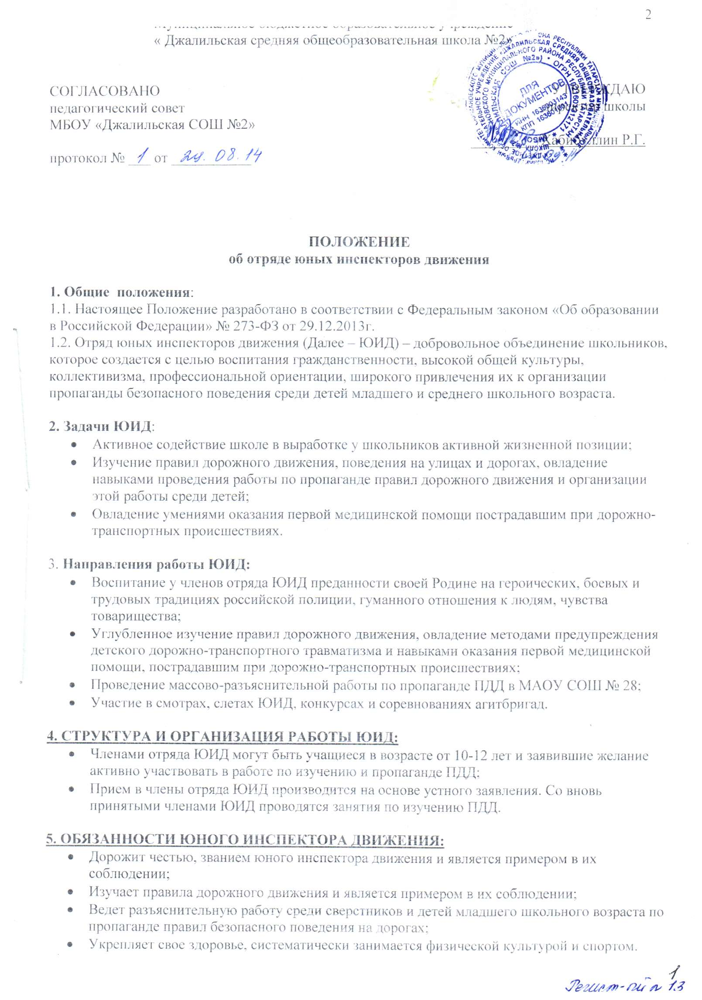 2
Муниципальное бюджетное образовательное учреждение
« Джалильская средняя общеобразовательная школа №2»
СОГЛАСОВАНО
педагогический совет
МБОУ «Джалильская СОШ №2»
протокол № 1 от 29. 08. 14
УТВЕРЖДАЮ
директор школы
Хабибуллин Р.Г.
ДЛЯ
ДОКУМЕНТОВ
ИНН 1636003143
КПП 163601001
ПОЛОЖЕНИЕ
об отряде юных инспекторов движения
1. Общие положения:
1.1. Настоящее Положение разработано в соответствии с Федеральным законом «Об образовании
в Российской Федерации» № 273-ФЗ от 29.12.2013г.
1.2. Отряд юных инспекторов движения (Далее – ЮИД) – добровольное объединение школьников,
которое создается с целью воспитания гражданственности, высокой общей культуры,
коллективизма, профессиональной ориентации, широкого привлечения их к организации
пропаганды безопасного поведения среди детей младшего и среднего школьного возраста.
2. Задачи ЮИД:
• Активное содействие школе в выработке у школьников активной жизненной позиции;
• Изучение правил дорожного движения, поведения на улицах и дорогах, овладение
навыками проведения работы по пропаганде правил дорожного движения и организации
этой работы среди детей;
• Овладение умениями оказания первой медицинской помощи пострадавшим при дорожно-
транспортных происшествиях.
3. Направления работы ЮИД:
• Воспитание у членов отряда ЮИД преданности своей Родине на героических, боевых и
трудовых традициях российской полиции, гуманного отношения к людям, чувства
товарищества;
• Углубленное изучение правил дорожного движения, овладение методами предупреждения
детского дорожно-транспортного травматизма и навыками оказания первой медицинской
помощи, пострадавшим при дорожно-транспортных происшествиях;
• Проведение массово-разъяснительной работы по пропаганде ПДД в МАОУ СОШ № 28;
• Участие в смотрах, слетах ЮИД, конкурсах и соревнованиях агитбригад.
4. СТРУКТУРА И ОРГАНИЗАЦИЯ РАБОТЫ ЮИД:
• Членами отряда ЮИД могут быть учащиеся в возрасте от 10-12 лет и заявившие желание
активно участвовать в работе по изучению и пропаганде ПДД;
• Прием в члены отряда ЮИД производится на основе устного заявления. Со вновь
принятыми членами ЮИД проводятся занятия по изучению ПДД.
5. ОБЯЗАННОСТИ ЮНОГО ИНСПЕКТОРА ДВИЖЕНИЯ:
• Дорожит честью, званием юного инспектора движения и является примером в их
соблюдении;
• Изучает правила дорожного движения и является примером в их соблюдении;
• Ведет разъяснительную работу среди сверстников и детей младшего школьного возраста по
пропаганде правил безопасного поведения на дорогах;
• Укрепляет свое здоровье, систематически занимается физической культурой и спортом.
1
13